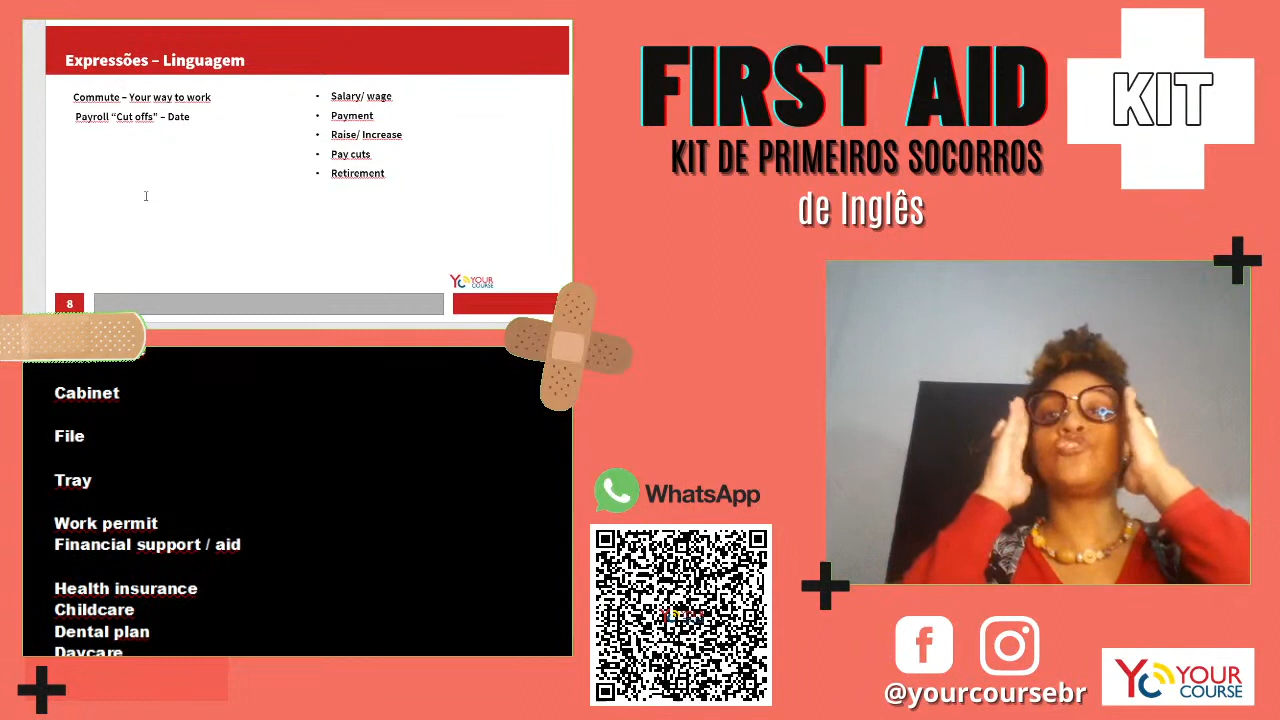 Expressões – Linguagem
Commute – Your way to work
Payroll “Cut offs” – Date
• Salary/ wage
• Payment
• Raise/ Increase
• Pay cuts
• Retirement
YC YOUR
COURSE
8
Cabinet
File
Tray
Work permit
Financial support / aid
Health insurance
Childcare
Dental plan
Daycare
FIRST AID
KIT
KIT DE PRIMEIROS SOCORROS
de Inglês
WhatsApp
@yourcoursebr
YC YOUR
COURSE